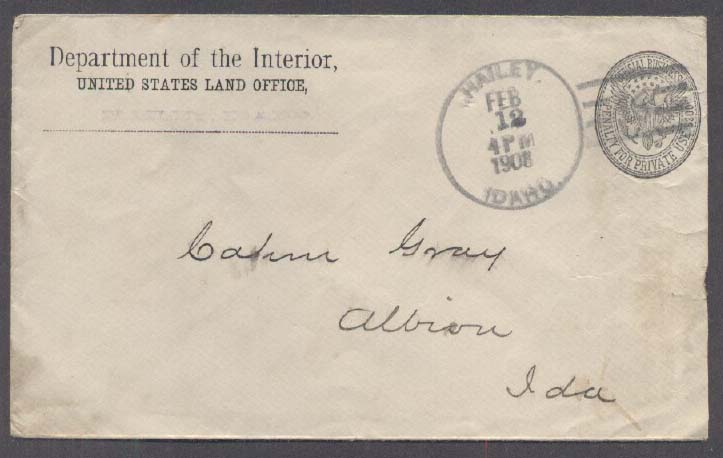 Department of the Interior,
UNITED STATES LAND OFFICE,
HAILEY
FEB
12
4 PM
1908
IDAHO
PENALTY FOR PRIVATE USE
Gray
Albion
Ida